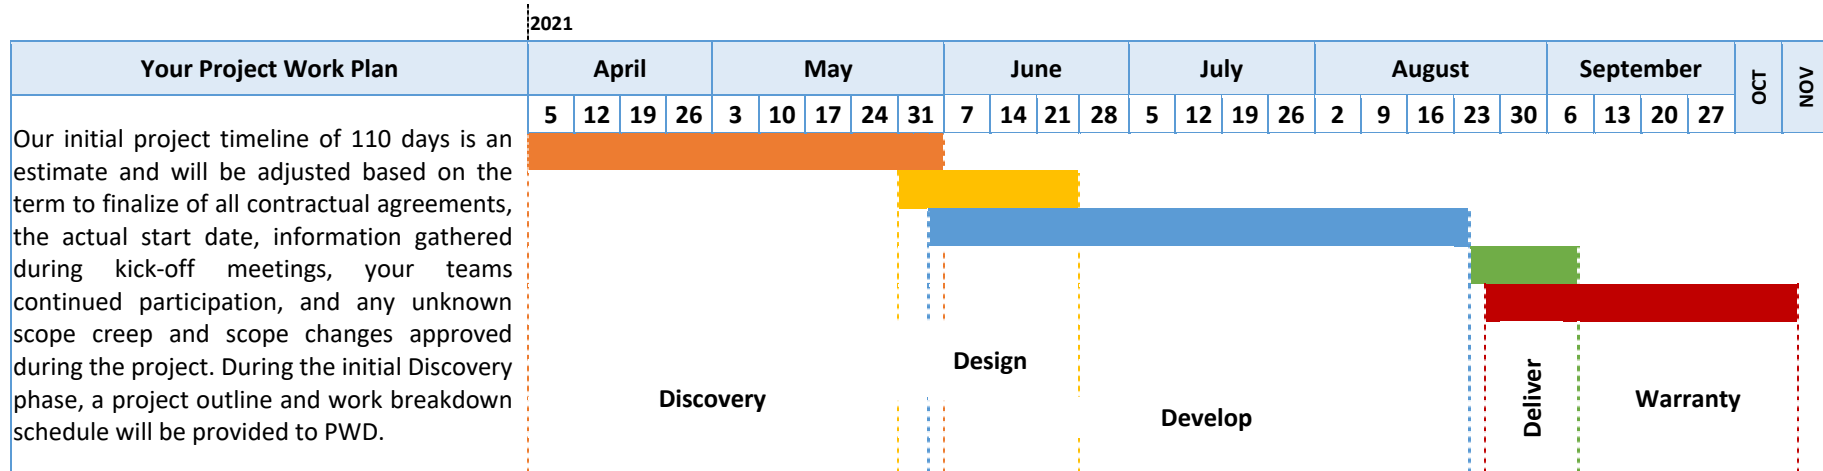 2021
Your Project Work Plan April May June July August September OCT NOV
5 12 19 26 3 10 17 24 31 7 14 21 28 5 12 19 26 2 9 16 23 30 6 13 20 27
Our initial project timeline of 110 days is an
estimate and will be adjusted based on the
term to finalize of all contractual agreements,
the actual start date, information gathered
during kick-off meetings, your teams
continued participation, and any unknown
scope creep and scope changes approved
during the project. During the initial Discovery
phase, a project outline and work breakdown
schedule will be provided to PWD.
Design
Discovery
Develop
Deliver
Warranty